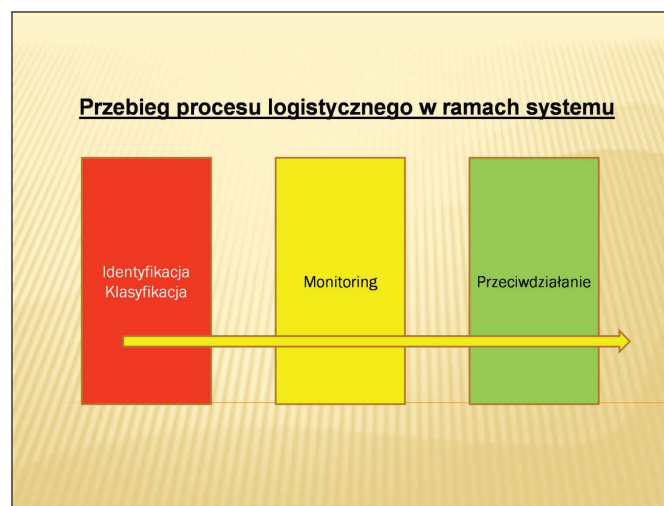 Przebieg procesu logistycznego w ramach systemu
Identyfikacja
Klasyfikacja
Monitoring
Przeciwdziałanie